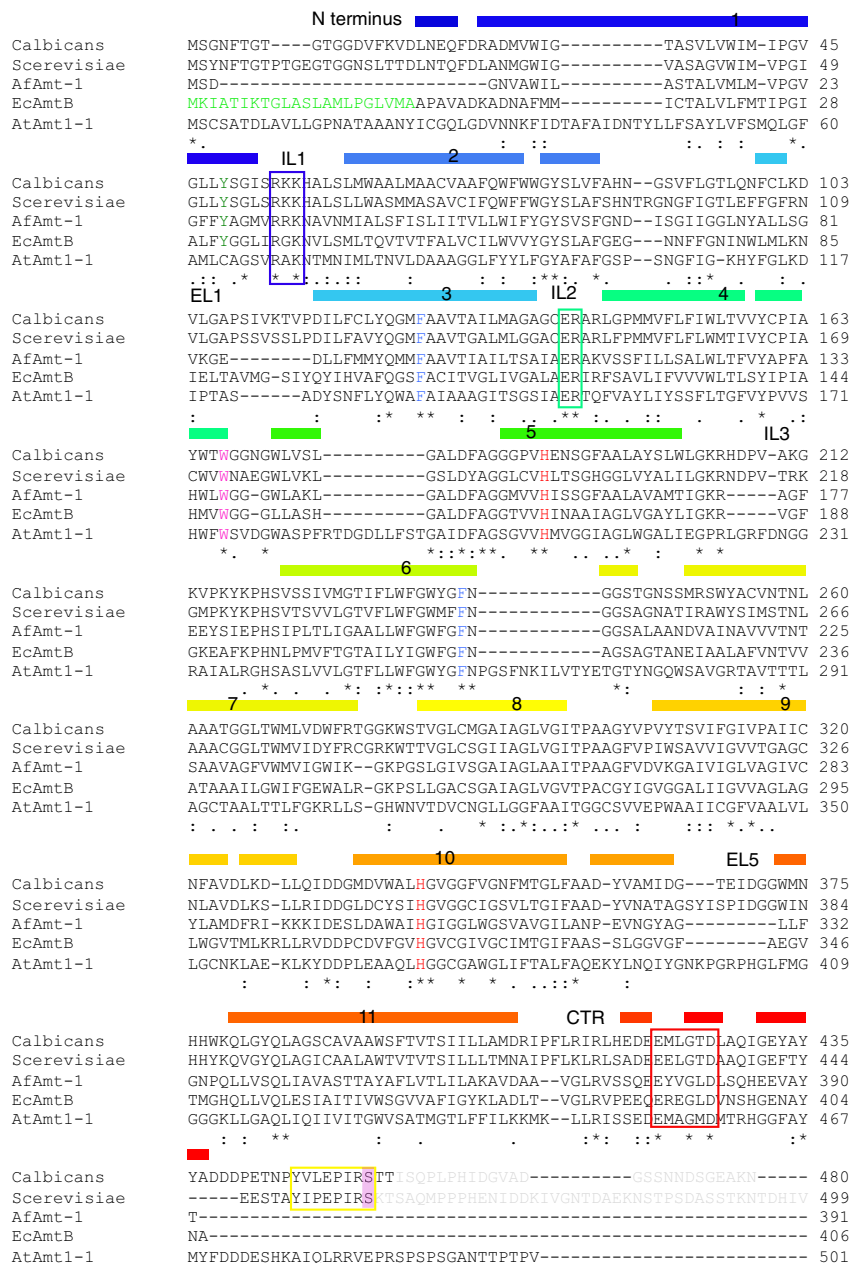 N terminus 1
Calbicans MSGNFTGT----GTGGDVFKVDLNEQFDRADMVWIG----------TASVLVWIM-IPGV 45
Scerevisiae MSYNFTGTPTGEGTGGNSLTTDLNTQFDLANMGWIG----------VASAGVWIM-VPGI 49
AfAmt-1 MSD-----------------------GNVAWIL----------ASTALVMLM-VPGV 23
EcAmtB MKIATIKTGLASLAMLPGLVMAAPAVADKADNAFMM----------ICTALVLFMTIPGI 28
AtAmt1-1 MSCSATDLAVLLGPNATAAANYICGQLGDVNNKFIDTAFAIDNTYLLFSAYLVFSMQLGF 60
*. : :: :: : * *.
IL1 2
Calbicans GLLYSGISRKKHALSLMWAALMAACVAAFQWFWWGYSLVFAHN--GSVFLGTLQNFCLKD 103
Scerevisiae GLLYSGLSRKKHALSLLWASMMASAVCIFQWFFWGYSLAFSHNTRGNGFIGTLEFFGFRN 109
AfAmt-1 GFFYAGMVRRKNAVNMIALSFISLIITVLLWIFYGYSVSFGND--ISGIIGGLNYALLSG 81
EcAmtB ALFYGGLIRGKNVLSMLTQVTVTFALVCILWVVYGYSLAFGEG--NNFFGNINWLMLKN 85
AtAmt1-1 AMLCAGSVRAKNTMNIMLTNVLDAAAGGLFYYLFGYAFAFGSP--SNGFIG-KHYFGLKD 117
.:: .* * *:.:.:: : : : :**:. *. : . : .
EL1 3 IL2 4
Calbicans VLGAPSIVKTVPDILFCLYQGMFAAVTAILMAGAGCERARLGPMMVFLFIWLTVVYCPIA 163
Scerevisiae VLGAPSSVSSLPDILFAVYQGMFAAVTGALMLGGACERARLFPMMVFLFLWMTIVYCPIA 169
AfAmt-1 VKGE-------DLLFMMYQMMFAAVTIAILTSAIAERAKVSSFILLSALWLTFVYAPFA 133
EcAmtB IELTAVMG-SIYQYIHVAFQGSFACITVGLIVGALAERIRFSAVLIFVVVWLTLSYIPIA 144
AtAmt1-1 IPTAS------ADYSNFLYQWAFAIAAAGITSGSIAERTQFVAYLIYSSFLTGFVYPVVS 171
: :* ** : : . .** :. :: . * .:
5 IL3
Calbicans YWTWGGNGWLVSL----------GALDFAGGGPVHENSGFAALAYSLWLGKRHDPV-AKG 212
Scerevisiae CWVWNAEGWLVKL----------GSLDYAGGLCVHLTSGHGGLVYALILGKRNDPV-TRK 218
AfAmt-1 HWLWGG-GWLAKL----------GALDFAGGMVVHISSGFAALAVAMTIGKR-----AGF 177
EcAmtB HMVWGG-GLLASH----------GALDFAGGTVVHINAAIAGLVGAYLIGKR-----VGF 188
AtAmt1-1 HWFWSVDGWASPFRTDGDLLFSTGAIDFAGSGVVHMVGGIAGLWGALIEGPRLGRFDNGG 231
*. * *::*:**. ** .. ..* : * *
6
Calbicans KVPKYKPHSVSSIVMGTIFLWFGWYGFN------------GGSTGNSSMRSWYACVNTNL 260
Scerevisiae GMPKYKPHSVTSVVLGTVFLWFGWMFFN------------GGSAGNATIRAWYSIMSTNL 266
AfAmt-1 EEYSIEPHSIPLTLIGAALLWFGWFGFN------------GGSALAANDVAINAVVVTNT 225
EcAmtB GKEAFKPHNLPMVFTGTAILYIGWFGFN------------AGSAGTANEIAALAFVNTVV 236
AtAmt1-1 RAIALRGHSASLVVLGTFLLWFGWYGFNPGSFNKILVTYETGTYNGQWSAVGRTAVTTTL 291
. *. . . *: :*::** ** *: : : *
7 8 9
Calbicans AAATGGLTWMLVDWFRTGGKWSTVGLCMGAIAGLVGITPAAGYVPVYTSVIFGIVPAIIC 320
Scerevisiae AAACGGLTWMVIDYFRCGRKWTTVGLCSGIIAGLVGITPAAGFVPIWSAVVIGVVTGAGC 326
AfAmt-1 SAAVAGFVWMVIGWIK--GKPGSLGIVSGAIAGLAAITPAAGFVDVKGAIVIGLVAGIVC 283
EcAmtB ATAAAILGWIFGEWALR-GKPSLLGACSGAIAGLVGVTPACGYIGVGGALIIGVVAGLAG 295
AtAmt1-1 AGCTAALTTLFGKRLLS-GHWNVTDVCNGLLGGFAAITGGCSVVEPWAAIICGFVAALVL 350
: . . : :. : . * :.*:..:* ... : ::: *.*..
10 EL5
Calbicans NFAVDLKD-LLQIDDGMDVWALHGVGGFVGNFMTGLFAAD-YVAMIDG---TEIDGGWMN 375
Scerevisiae NLAVDLKS-LLRIDDGLDCYSIHGVGGCIGSVLTGIFAAD-YVNATAGSYISPIDGGWIN 384
AfAmt-1 YLAMDFRI-KKKIDESLDAWAIHGIGGLWGSVAVGILANP-EVNGYAG--------LLF 332
EcAmtB LWGVTMLKRLLRVDDPCDVFGVHGVCGIVGCIMTGIFAAS-SLGGVGF--------AEGV 346
AtAmt1-1 LGCNKLAE-KLKYDDPLEAAQLHGGCGAWGLIFTALFAQEKYLNQIYGNKPGRPHGLFMG 409
: : *: : :** * * . ..::* :
11 CTR
Calbicans HHWKQLGYQLAGSCAVAAWSFTVTSIILLAMDRIPFLRIRLHEDEEMLGTDLAQIGEYAY 435
Scerevisiae HHYKQVGYQLAGICAALAWTVTVTSILLLTMNAIPFLKLRLSADEEELGTDAAQIGEFTY 444
AfAmt-1 GNPQLLVSQLIAVASTTAYAFLVTLILAKAVDAA--VGLRVSSQEEYVGLDLSQHEEVAY 390
EcAmtB TMGHQLLVQLESIAITIVWSGVVAFIGYKLADLT--VGLRVPEEQEREGLDVNSHGENAY 404
AtAmt1-1 GGGKLLGAQLIQIIVITGWVSATMGTLFFILKKMK-LLRISSEDEMAGMDMTRHGGFAY 467
: : ** : . . :*: :* * * :*
Calbicans YADDDPETNPYVLEPIRSTTISQPLPHIDGVAD---------GSSNNDSGEAKN---- 480
Scerevisiae -----EESTAYIPEPIRSKTSAQMPPPHENIDDKIVGNTDAEKNSTPSDASSTKNTDHIV 499
AfAmt-1 T----------------------------------------------------------- 391
EcAmtB NA---------------------------------------------------------- 406
AtAmt1-1 MYFDDDESHKAIQLRRVEPRSPSPSGANTTPTPV-------------------------- 501